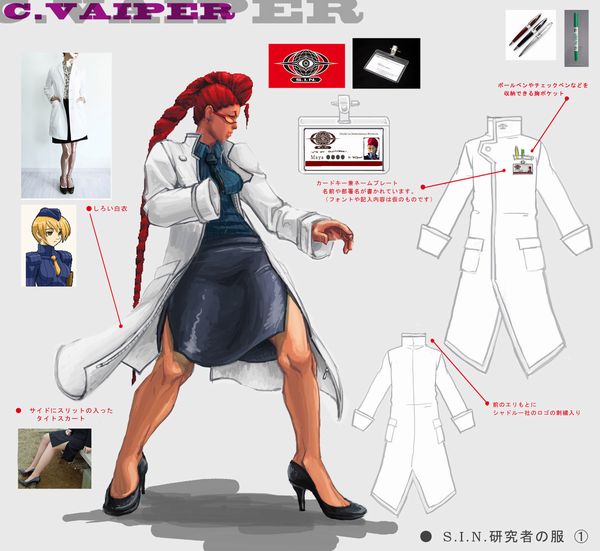 C.VAIPER
S.I.N
ボールペンやチェックペンなどを
収納できる胸ポケット
Maya 0000
カードキー兼ネームプレート
名前や部署名が書かれています。
（フォントや記入内容は仮のものです）
しろい白衣
サイドにスリットの入った
タイトスカート
前のエリもとに
シャドルー社のロゴの刺繍入り
● S.I.N.研究者の服 ①